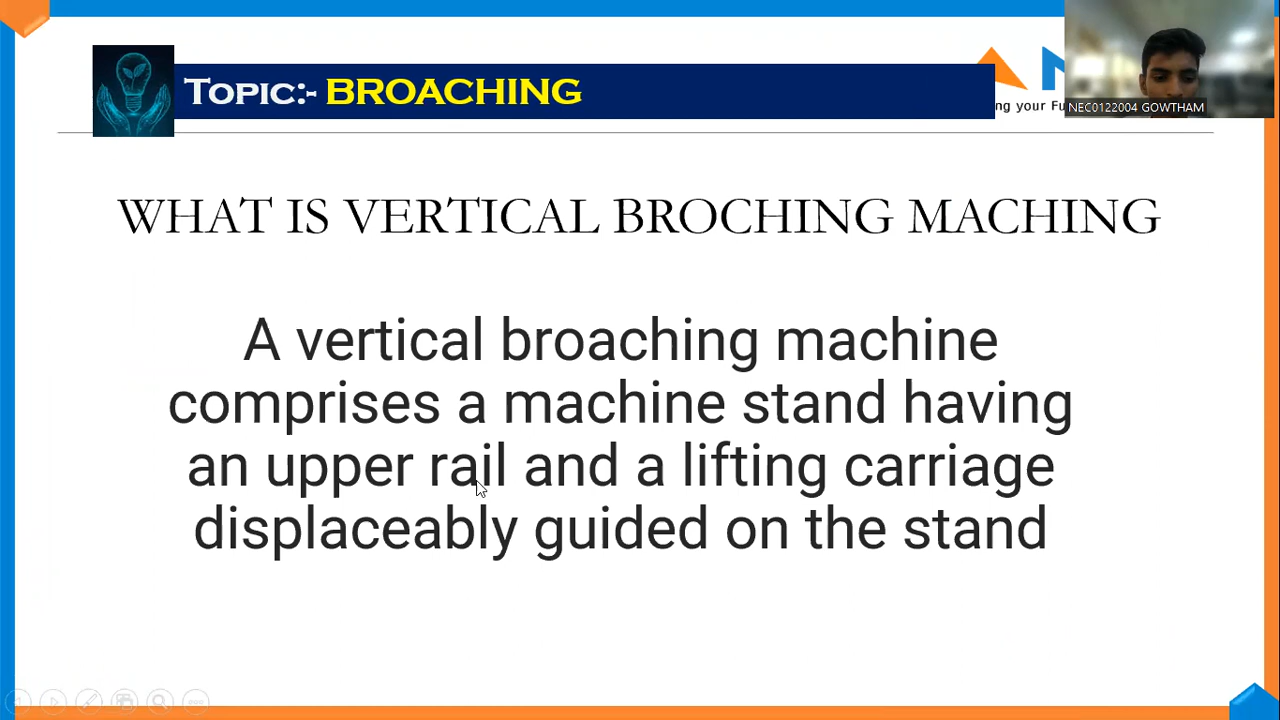 Topic:- BROACHING
ng your Fu
NEC0122004 GOWTHAM
WHAT IS VERTICAL BROCHING MACHING
A vertical broaching machine
comprises a machine stand having
an upper rail and a lifting carriage
displaceably guided on the stand